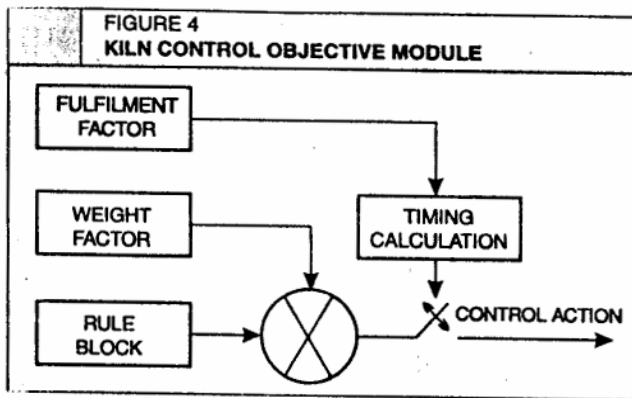 FIGURE 4
KILN CONTROL OBJECTIVE MODULE
FULFILMENT
FACTOR
WEIGHT
FACTOR
TIMING
CALCULATION
RULE
BLOCK
CONTROL ACTION